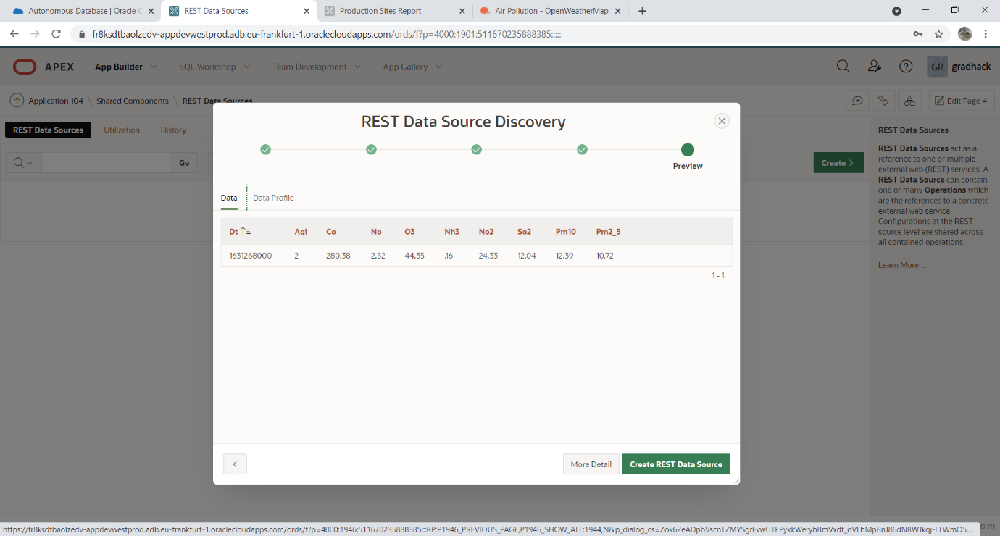 Autonomous Database | Oracle C
REST Data Sources
Production Sites Report
Air Pollution - OpenWeatherMap
fr8ksdtbaolzedv-appdevwestprod.adb.eu-frankfurt-1.oraclecloudapps.com/ords/f?p=4000:1901:511670235888385:::::
APEX
App Builder
SQL Workshop
Team Development
App Gallery
GR
gradhack
Application 104 \ Shared Components \ REST Data Sources
Edit Page 4
REST Data Sources
Utilization
History
Go
Create
REST Data Source Discovery
Preview
Data
Data Profile
Dt Aqi Co No O3 Nh3 No2 So2 Pm10 Pm2_5
1631268000 2 280.38 2.52 44.35 .16 24.33 12.04 12.39 10.72
1 - 1
More Detail
Create REST Data Source
REST Data Sources
REST Data Sources act as a
reference to one or multiple
external web (REST) services. A
REST Data Source can contain
one or many Operations which
are the references to a concrete
external web service.
Configurations at the REST
source level are shared across
all contained operations.
Learn More ...
0.20
https://fr8ksdtbaolzedv-appdevwestprod.adb.eu-frankfurt-1.oraclecloudapps.com/ords/f?p=4000:1946:511670235888385:::RP:P1946_PREVIOUS_PAGE,P1946_SHOW_ALL:1944,N&p_dialog_cs=Zok62eADpbVscnTZMYSgrFvwUTEPykkWerybBmVxdt_oVLbMpBnJ86dNBWJkqj-LTWmO5...